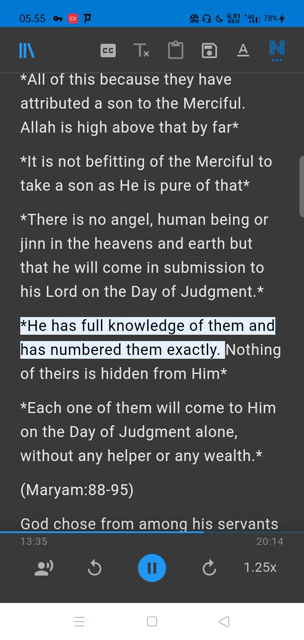 05.55
0.01
KB/S
4G
78%
CC
T×
A
N
*All of this because they have
attributed a son to the Merciful.
Allah is high above that by far*
*It is not befitting of the Merciful to
take a son as He is pure of that*
*There is no angel, human being or
jinn in the heavens and earth but
that he will come in submission to
his Lord on the Day of Judgment.*
*He has full knowledge of them and
has numbered them exactly. Nothing
of theirs is hidden from Him*
*Each one of them will come to Him
on the Day of Judgment alone,
without any helper or any wealth.*
(Maryam:88-95)
God chose from among his servants
13:35
20:14
1.25x